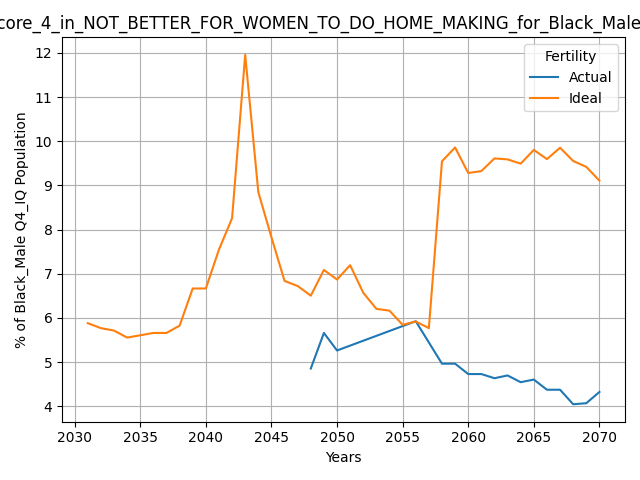 core_4_in_NOT_BETTER_FOR_WOMEN_TO_DO_HOME_MAKING_for_Black_Male
Fertility
Actual
Ideal
% of Black_Male Q4_IQ Population
12
11
10
9
8
7
6
5
4
2030 2035 2040 2045 2050 2055 2060 2065 2070
Years